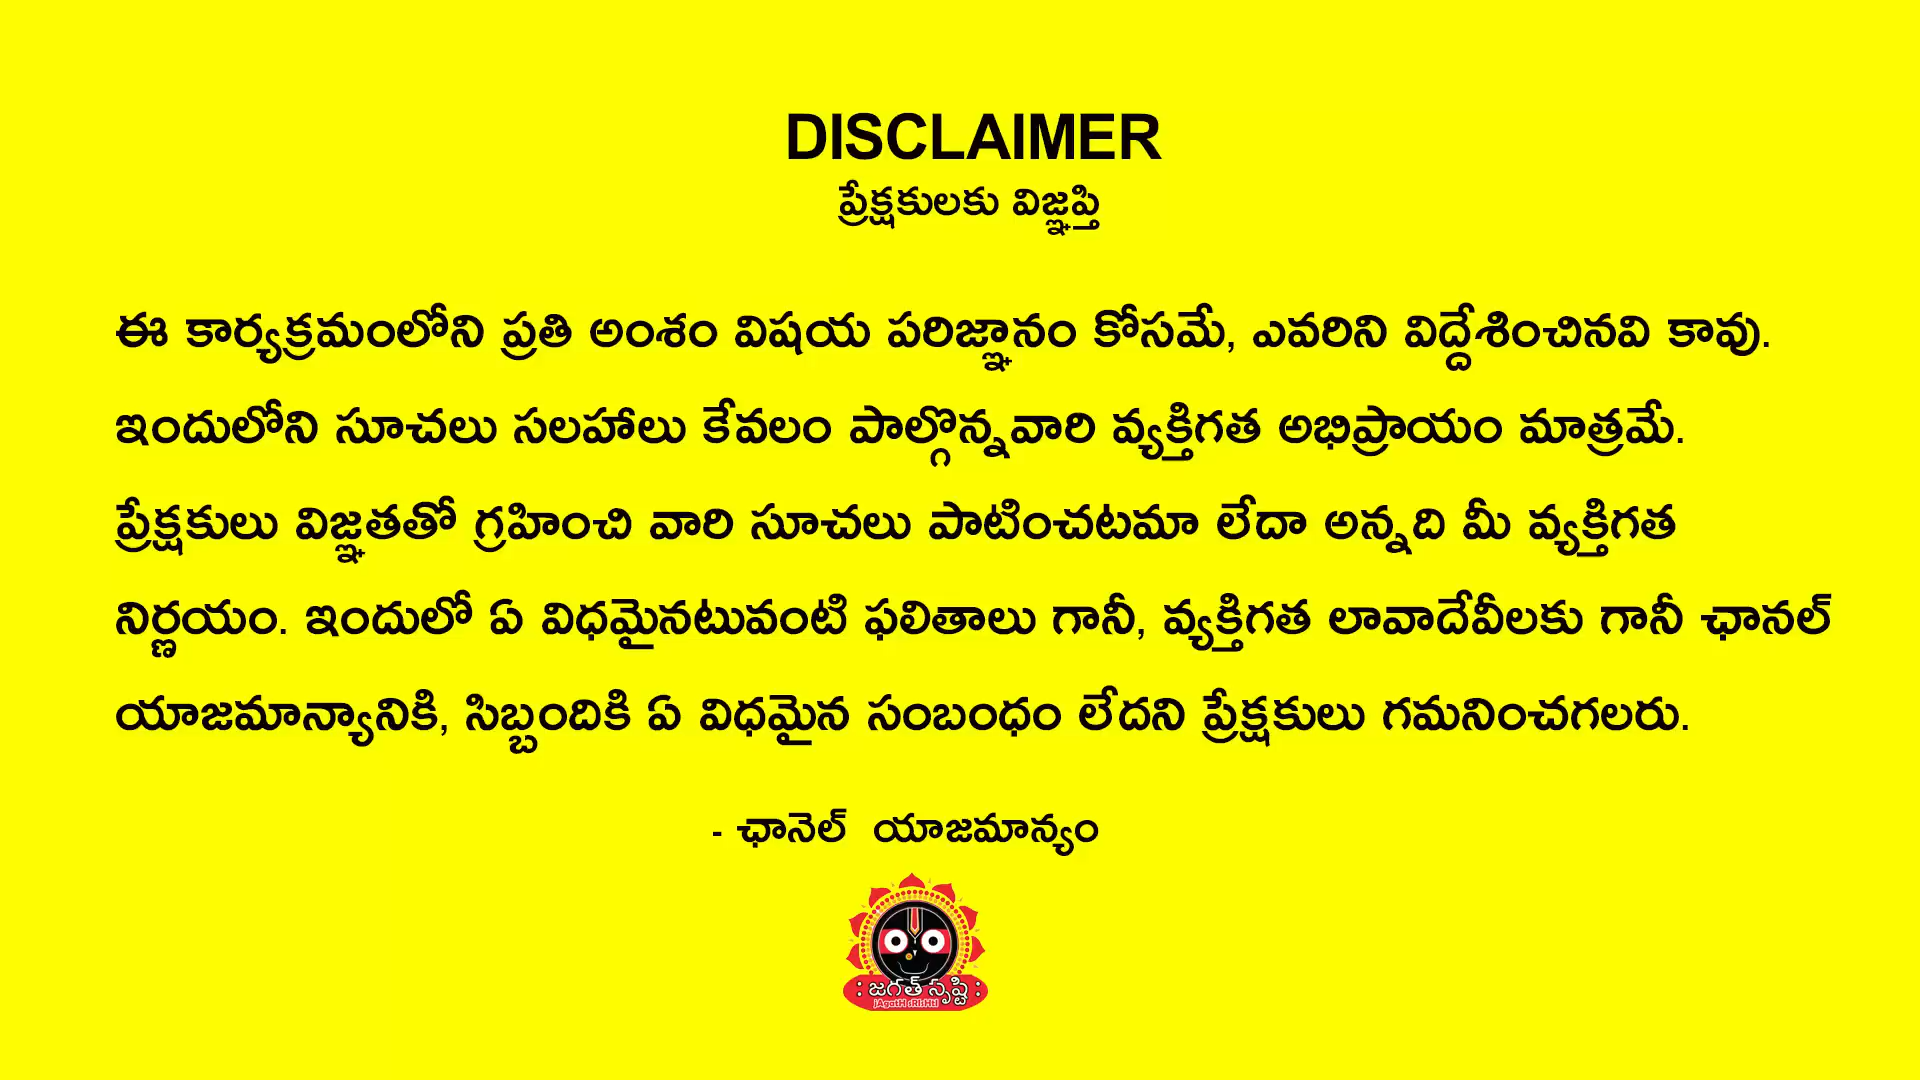 DISCLAIMER
ప్రేక్షకులకు విజ్ఞప్తి
ఈ కార్యక్రమంలోని ప్రతి అంశం విషయ పరిజ్ఞానం కోసమే, ఎవరిని విద్దేశించినవి కావు.
ఇందులోని సూచలు సలహాలు కేవలం పాల్గొన్నవారి వ్యక్తిగత అభిప్రాయం మాత్రమే.
ప్రేక్షకులు విజ్ఞతతో గ్రహించి వారి సూచలు పాటించటమా లేదా అన్నది మీ వ్యక్తిగత
నిర్ణయం. ఇందులో ఏ విధమైనటువంటి ఫలితాలు గానీ, వ్యక్తిగత లావాదేవీలకు గానీ ఛానల్
యాజమాన్యానికి, సిబ్బందికి ఏ విధమైన సంబంధం లేదని ప్రేక్షకులు గమనించగలరు.
- ఛానెల్ యాజమాన్యం
: జగత్ సృష్టి :
jAgatH sRIsHtI